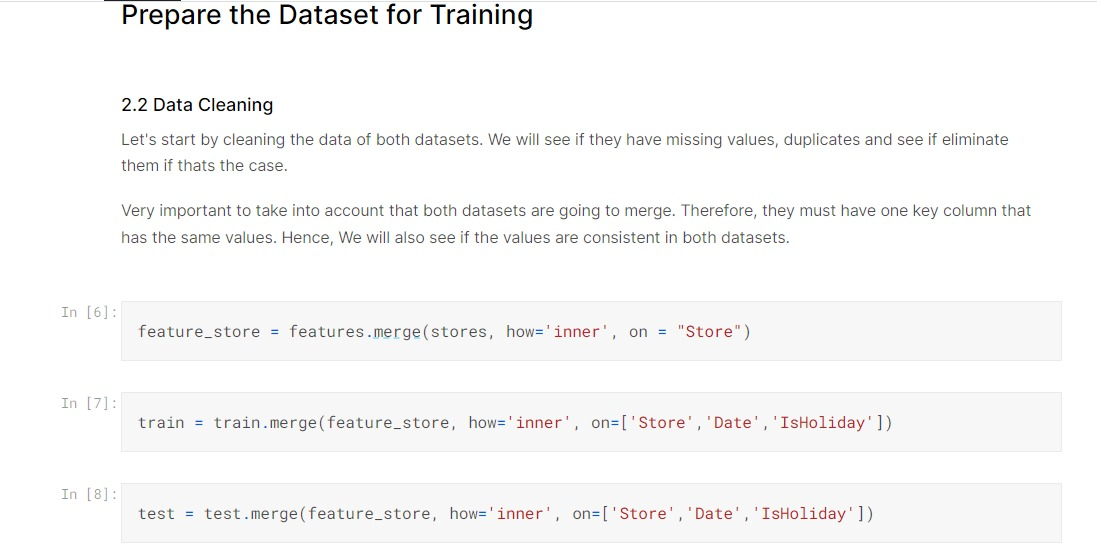 Prepare the Dataset for Training
2.2 Data Cleaning
Let's start by cleaning the data of both datasets. We will see if they have missing values, duplicates and see if eliminate
them if thats the case.
Very important to take into account that both datasets are going to merge. Therefore, they must have one key column that
has the same values. Hence, We will also see if the values are consistent in both datasets.
In [6]:
feature_store = features.merge(stores, how='inner', on = "Store")
In [7]:
train = train.merge(feature_store, how='inner', on=['Store','Date','IsHoliday'])
In [8]:
test = test.merge(feature_store, how='inner', on=['Store','Date','IsHoliday'])